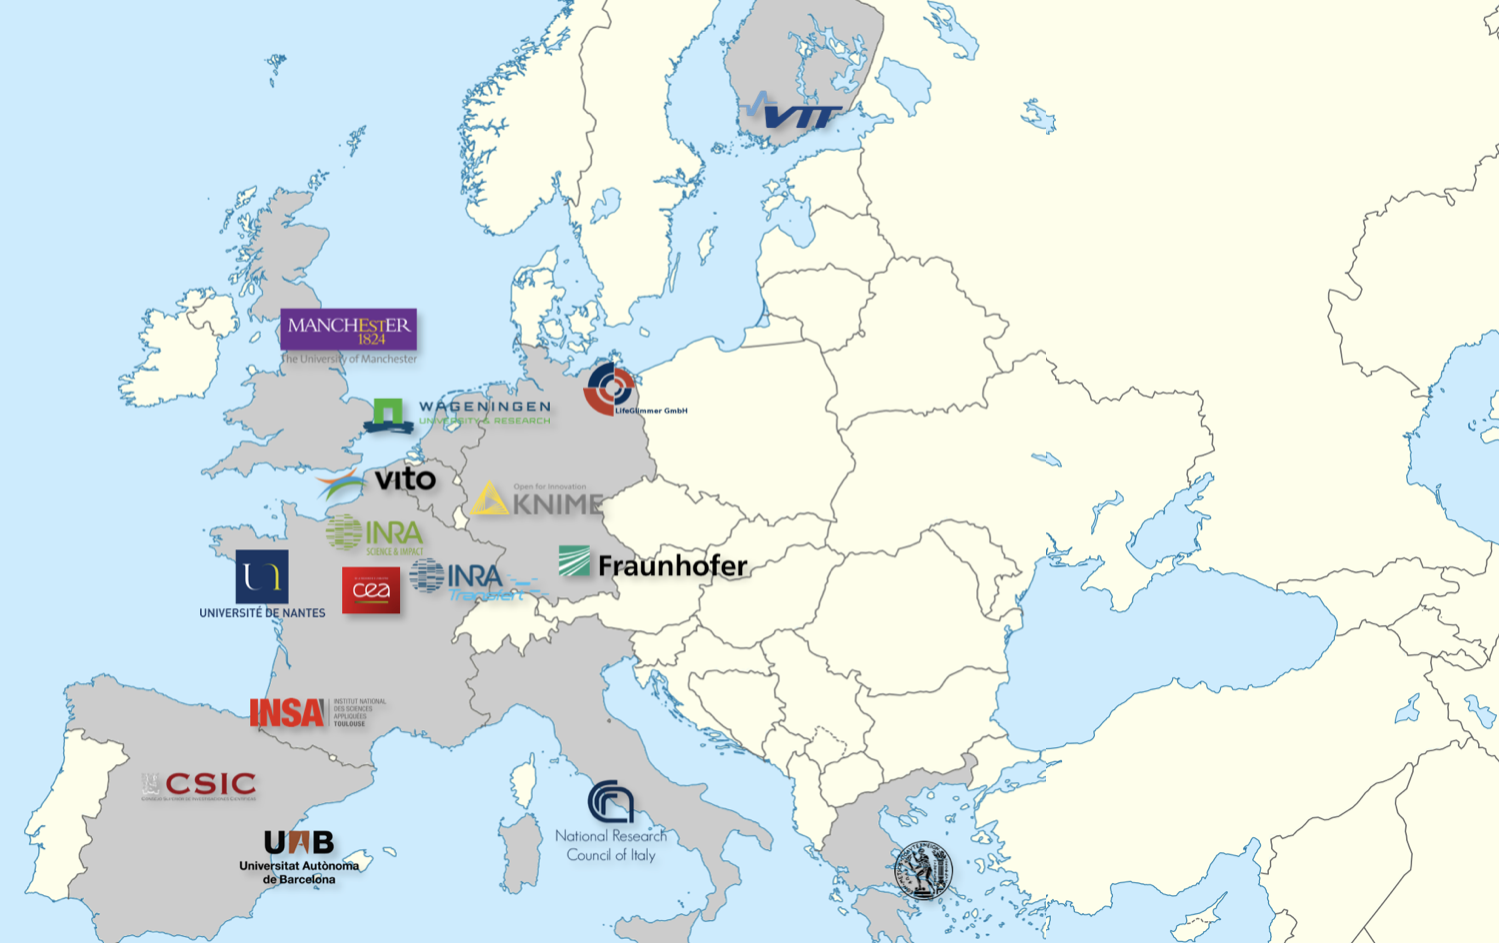 VTT
MANCHESTER
1824
The University of Manchester
LifeGlimmer GmbH
WAGENINGEN
UNIVERSITY & RESEARCH
vito
Open for Innovation
KNIME
INRA
SCIENCE & IMPACT
Fraunhofer
UNIVERSITÉ DE NANTES
cea
INRA
Transfert
INSA
INSTITUT NATIONAL
DES SCIENCES
APPLIQUÉES
TOULOUSE
CSIC
National Research
Council of Italy
UAB
Universitat Autònoma
de Barcelona